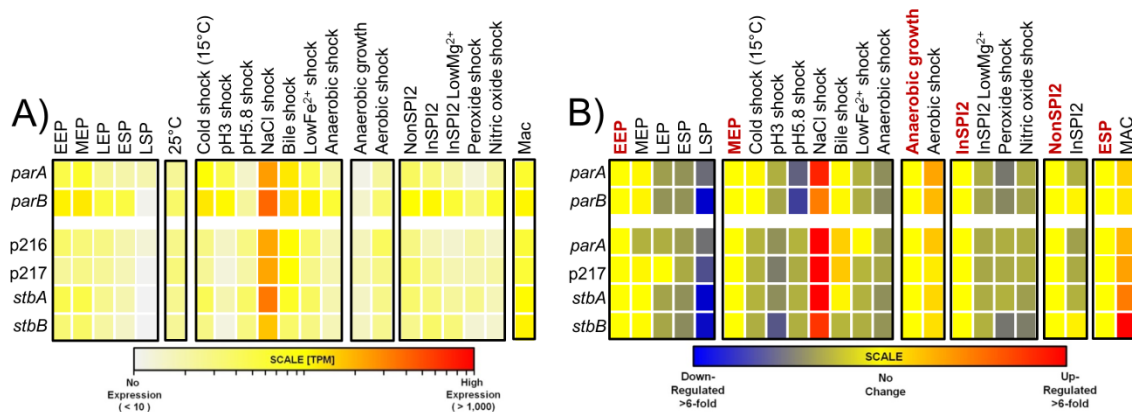 A)
EEP
MEP
LEP
ESP
LSP
25°C
Cold shock (15°C)
pH3 shock
pH5.8 shock
NaCl shock
Bile shock
LowFe²⁺ shock
Anaerobic shock
Anaerobic growth
Aerobic shock
NonSPI2
InSPI2
InSPI2 LowMg²⁺
Peroxide shock
Nitric oxide shock
Mac
parA
parB
p216
p217
stbA
stbB
SCALE [TPM]
No
Expression
( < 10 )
High
Expression
( > 1,000 )
B)
EEP
MEP
LEP
ESP
LSP
MEP
Cold shock (15°C)
pH3 shock
pH5.8 shock
NaCl shock
Bile shock
LowFe²⁺ shock
Anaerobic shock
Anaerobic growth
Aerobic shock
InSPI2
InSPI2 LowMg²⁺
Peroxide shock
Nitric oxide shock
NonSPI2
InSPI2
ESP
MAC
parA
parB
parA
p217
stbA
stbB
SCALE
Down-
Regulated
>6-fold
No
Change
Up-
Regulated
>6-fold